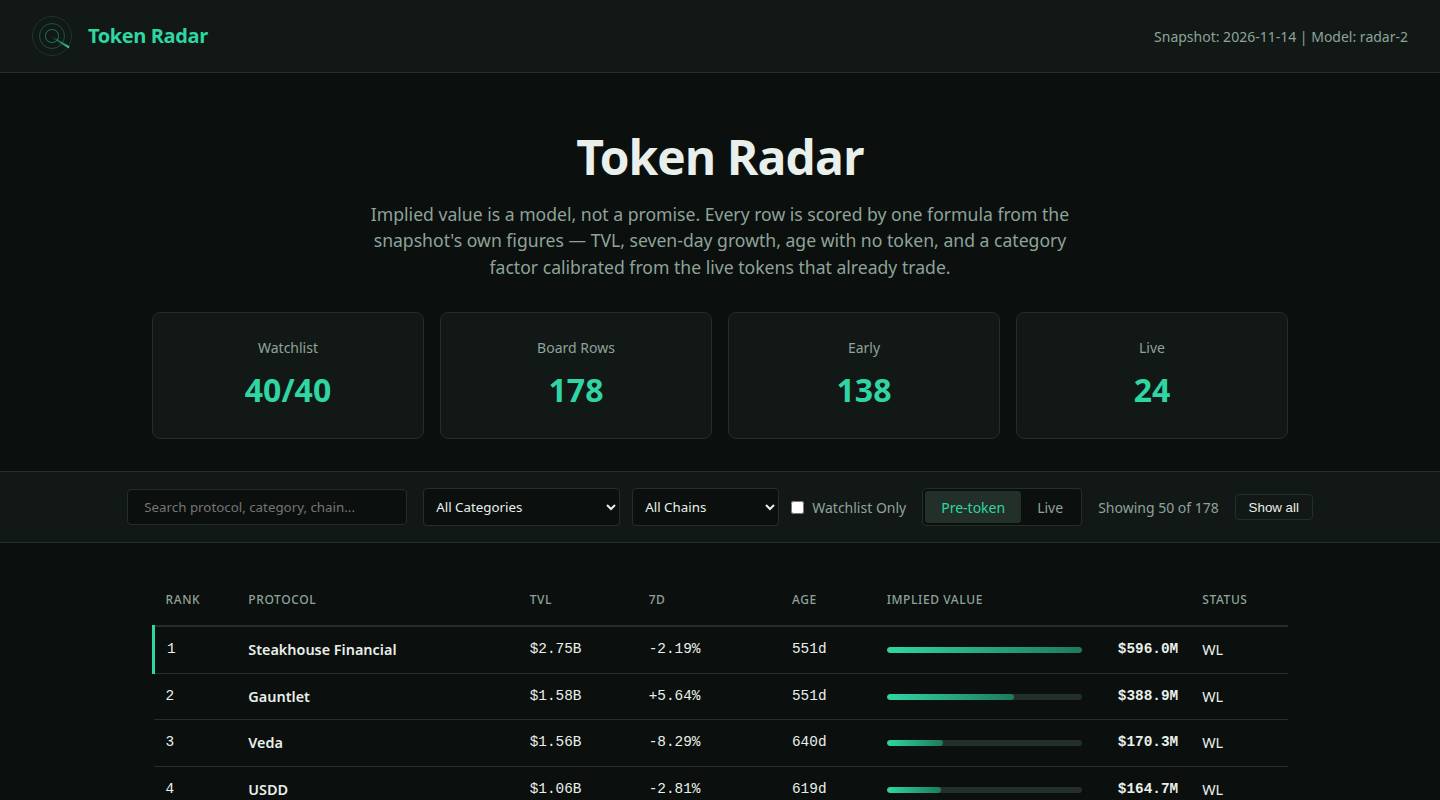 Token Radar
Snapshot: 2026-11-14 | Model: radar-2
Token Radar
Implied value is a model, not a promise. Every row is scored by one formula from the
snapshot's own figures — TVL, seven-day growth, age with no token, and a category
factor calibrated from the live tokens that already trade.
Watchlist
40/40
Board Rows
178
Early
138
Live
24
Search protocol, category, chain...
All Categories
All Chains
Watchlist Only
Pre-token
Live
Showing 50 of 178
Show all
RANK PROTOCOL TVL 7D AGE IMPLIED VALUE STATUS
1 Steakhouse Financial $2.75B -2.19% 551d $596.0M WL
2 Gauntlet $1.58B +5.64% 551d $388.9M WL
3 Veda $1.56B -8.29% 640d $170.3M WL
4 USDD $1.06B -2.81% 619d $164.7M WL